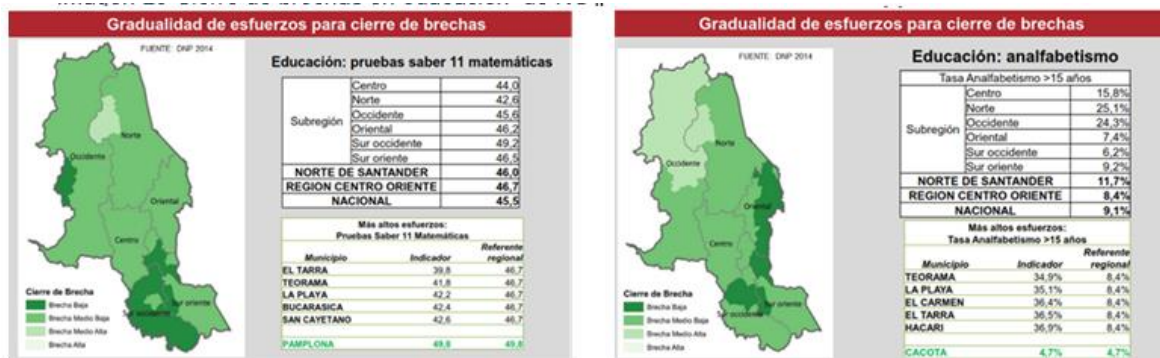 Gradualidad de esfuerzos para cierre de brechas
FUENTE: DNP 2014
Educación: pruebas saber 11 matemáticas
Subregión
Centro 44,0
Norte 42,6
Occidente 45,6
Oriental 46,2
Sur occidente 49,2
Sur oriente 46,5
NORTE DE SANTANDER 46,0
REGION CENTRO ORIENTE 46,7
NACIONAL 45,5
Más altos esfuerzos:
Pruebas Saber 11 Matemáticas
Municipio Indicador Referente regional
EL TARRA 39,8 46,7
TEORAMA 41,8 46,7
LA PLAYA 42,2 46,7
BUCARASICA 42,4 46,7
SAN CAYETANO 42,6 46,7
PAMPLONA 49,8 49,8
Norte
Occidente
Oriental
Centro
Sur oriente
Sur occidente
Cierre de Brecha
Brecha Baja
Brecha Medio Baja
Brecha Medio Alta
Brecha Alta
Gradualidad de esfuerzos para cierre de brechas
FUENTE: DNP 2014
Educación: analfabetismo
Tasa Analfabetismo >15 años
Subregión
Centro 15,8%
Norte 25,1%
Occidente 24,3%
Oriental 7,4%
Sur occidente 6,2%
Sur oriente 9,2%
NORTE DE SANTANDER 11,7%
REGION CENTRO ORIENTE 8,4%
NACIONAL 9,1%
Más altos esfuerzos:
Tasa Analfabetismo >15 años
Municipio Indicador Referente regional
TEORAMA 34,9% 8,4%
LA PLAYA 35,1% 8,4%
EL CARMEN 36,4% 8,4%
EL TARRA 36,5% 8,4%
HACARI 36,9% 8,4%
CACOTA 4,7% 4,7%
Norte
Occidente
Oriental
Centro
Sur oriente
Sur occidente
Cierre de Brecha
Brecha Baja
Brecha Medio Baja
Brecha Medio Alta
Brecha Alta